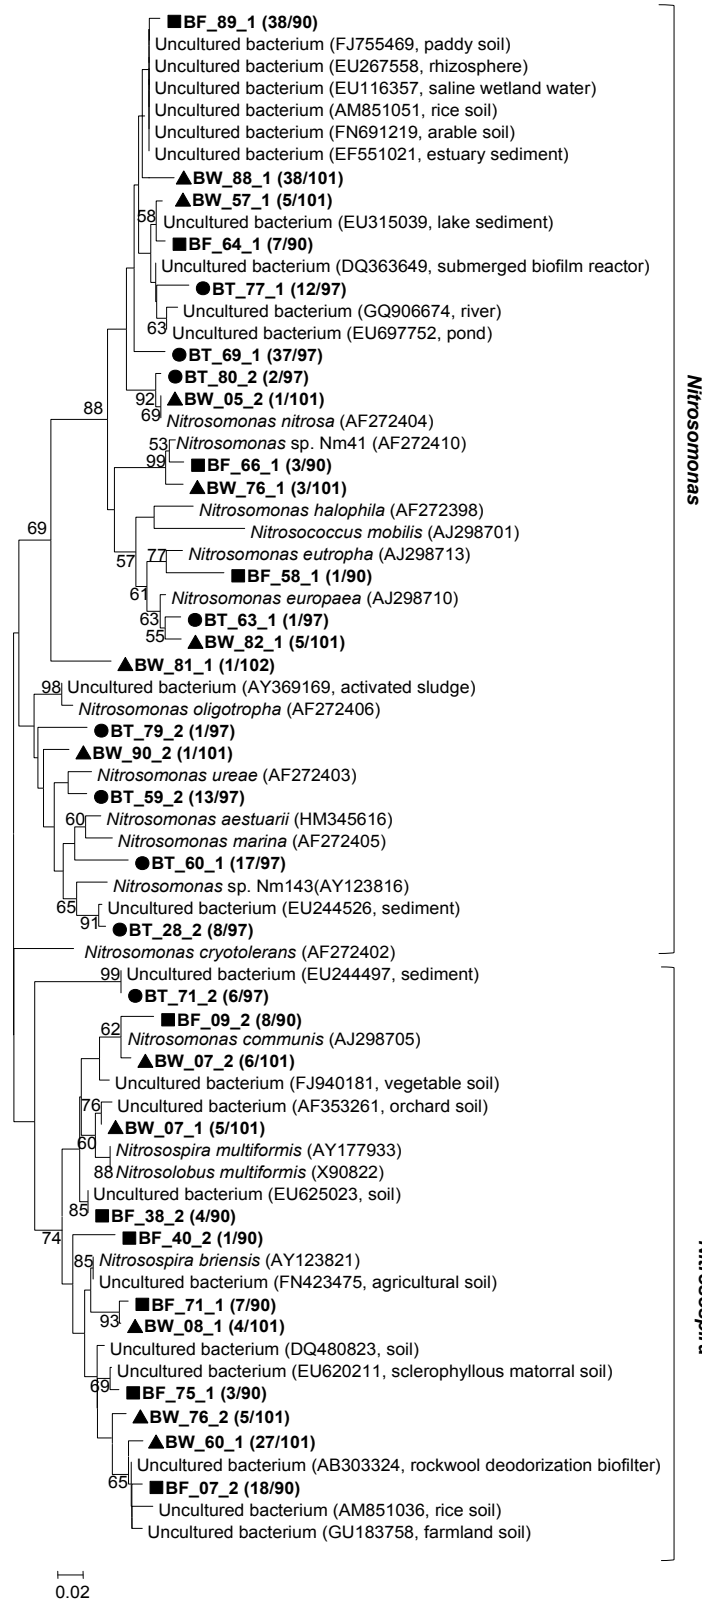 BF_89_1 (38/90)
Uncultured bacterium (FJ755469, paddy soil)
Uncultured bacterium (EU267558, rhizosphere)
Uncultured bacterium (EU116357, saline wetland water)
Uncultured bacterium (AM851051, rice soil)
Uncultured bacterium (FN691219, arable soil)
Uncultured bacterium (EF551021, estuary sediment)
BW_88_1 (38/101)
BW_57_1 (5/101)
58
Uncultured bacterium (EU315039, lake sediment)
BF_64_1 (7/90)
Uncultured bacterium (DQ363649, submerged biofilm reactor)
BT_77_1 (12/97)
Uncultured bacterium (GQ906674, river)
63
Uncultured bacterium (EU697752, pond)
BT_69_1 (37/97)
BT_80_2 (2/97)
92
BW_05_2 (1/101)
Nitrosomonas
88
69
Nitrosomonas nitrosa (AF272404)
53
Nitrosomonas sp. Nm41 (AF272410)
99
BF_66_1 (3/90)
BW_76_1 (3/101)
Nitrosomonas halophila (AF272398)
69
Nitrosococcus mobilis (AJ298701)
77
Nitrosomonas eutropha (AJ298713)
57
BF_58_1 (1/90)
61
Nitrosomonas europaea (AJ298710)
63
BT_63_1 (1/97)
55
BW_82_1 (5/101)
BW_81_1 (1/102)
98
Uncultured bacterium (AY369169, activated sludge)
Nitrosomonas oligotropha (AF272406)
BT_79_2 (1/97)
BW_90_2 (1/101)
Nitrosomonas ureae (AF272403)
BT_59_2 (13/97)
60
Nitrosomonas aestuarii (HM345616)
Nitrosomonas marina (AF272405)
BT_60_1 (17/97)
Nitrosomonas sp. Nm143(AY123816)
65
Uncultured bacterium (EU244526, sediment)
91
BT_28_2 (8/97)
Nitrosomonas cryotolerans (AF272402)
99
Uncultured bacterium (EU244497, sediment)
BT_71_2 (6/97)
BF_09_2 (8/90)
62
Nitrosomonas communis (AJ298705)
BW_07_2 (6/101)
Uncultured bacterium (FJ940181, vegetable soil)
76
Uncultured bacterium (AF353261, orchard soil)
BW_07_1 (5/101)
60
Nitrosospira multiformis (AY177933)
88
Nitrosolobus multiformis (X90822)
Uncultured bacterium (EU625023, soil)
85
BF_38_2 (4/90)
74
BF_40_2 (1/90)
85
Nitrosospira briensis (AY123821)
Uncultured bacterium (FN423475, agricultural soil)
BF_71_1 (7/90)
93
BW_08_1 (4/101)
Nitrosospira
Uncultured bacterium (DQ480823, soil)
Uncultured bacterium (EU620211, sclerophyllous matorral soil)
69
BF_75_1 (3/90)
BW_76_2 (5/101)
BW_60_1 (27/101)
Uncultured bacterium (AB303324, rockwool deodorization biofilter)
65
BF_07_2 (18/90)
Uncultured bacterium (AM851036, rice soil)
Uncultured bacterium (GU183758, farmland soil)
0.02